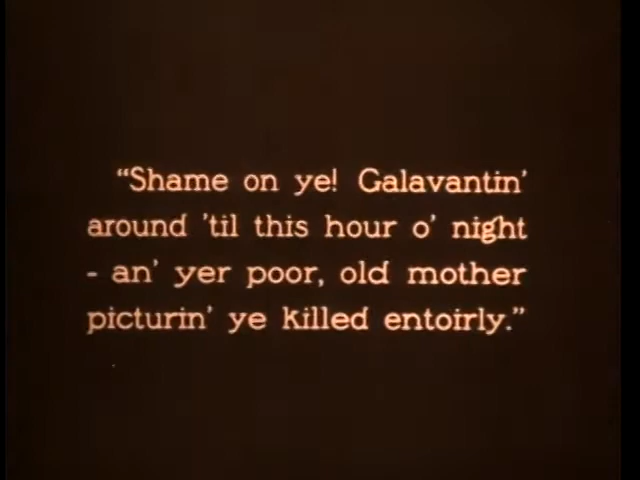 “Shame on ye! Galavantin’
around ’til this hour o’ night
- an’ yer poor, old mother
picturin’ ye killed entoirly.”